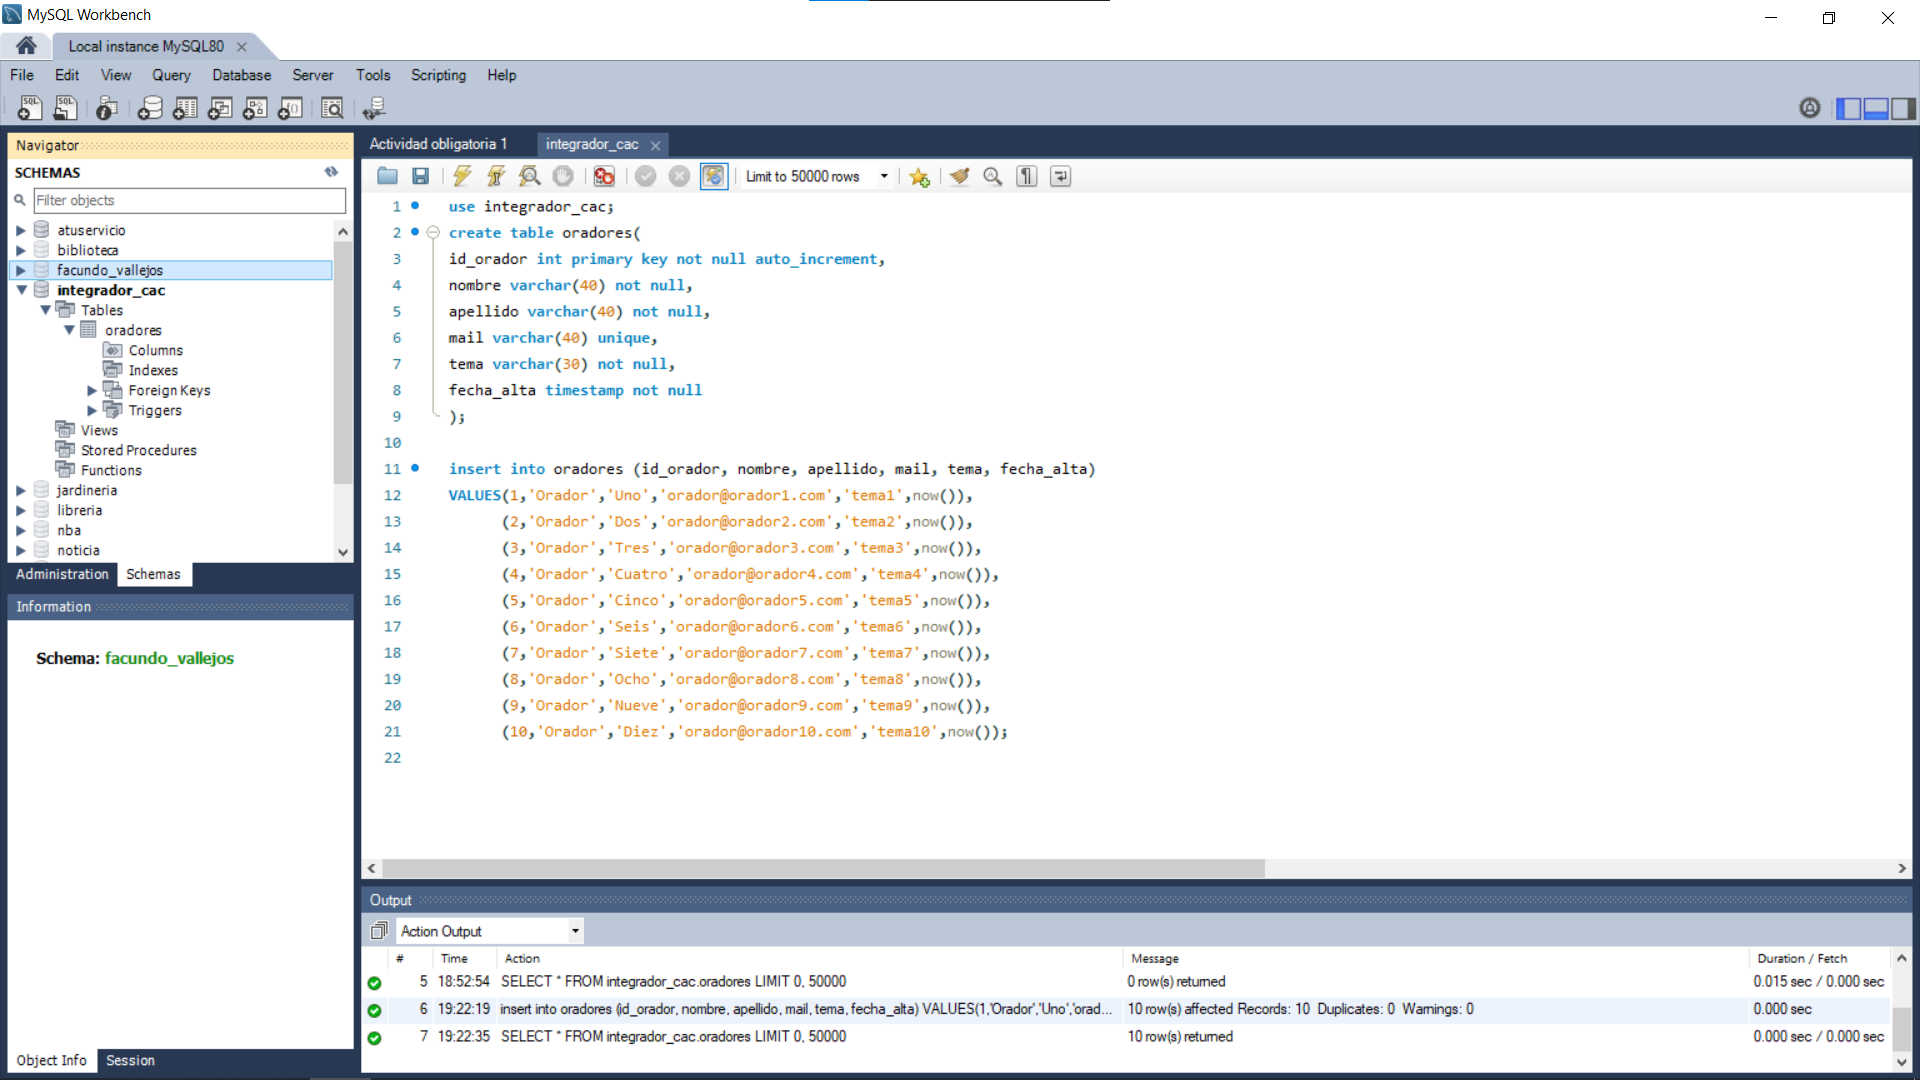 MySQL Workbench
Local instance MySQL80
File Edit View Query Database Server Tools Scripting Help
Navigator
SCHEMAS
Filter objects
atuservicio
biblioteca
facundo_vallejos
integrador_cac
Tables
oradores
Columns
Indexes
Foreign Keys
Triggers
Views
Stored Procedures
Functions
jardineria
libreria
nba
noticia
Administration Schemas
Information
Schema: facundo_vallejos
Object Info Session
Actividad obligatoria 1 integrador_cac
Limit to 50000 rows
1 use integrador_cac;
2 create table oradores(
3 id_orador int primary key not null auto_increment,
4 nombre varchar(40) not null,
5 apellido varchar(40) not null,
6 mail varchar(40) unique,
7 tema varchar(30) not null,
8 fecha_alta timestamp not null
9 );
10
11 insert into oradores (id_orador, nombre, apellido, mail, tema, fecha_alta)
12 VALUES(1,'Orador','Uno','orador@orador1.com','tema1',now()),
13 (2,'Orador','Dos','orador@orador2.com','tema2',now()),
14 (3,'Orador','Tres','orador@orador3.com','tema3',now()),
15 (4,'Orador','Cuatro','orador@orador4.com','tema4',now()),
16 (5,'Orador','Cinco','orador@orador5.com','tema5',now()),
17 (6,'Orador','Seis','orador@orador6.com','tema6',now()),
18 (7,'Orador','Siete','orador@orador7.com','tema7',now()),
19 (8,'Orador','Ocho','orador@orador8.com','tema8',now()),
20 (9,'Orador','Nueve','orador@orador9.com','tema9',now()),
21 (10,'Orador','Diez','orador@orador10.com','tema10',now());
22
Output
Action Output
# Time Action Message Duration / Fetch
5 18:52:54 SELECT * FROM integrador_cac.oradores LIMIT 0, 50000 0 row(s) returned 0.015 sec / 0.000 sec
6 19:22:19 insert into oradores (id_orador, nombre, apellido, mail, tema, fecha_alta) VALUES(1,'Orador','Uno','orad... 10 row(s) affected Records: 10 Duplicates: 0 Warnings: 0 0.000 sec
7 19:22:35 SELECT * FROM integrador_cac.oradores LIMIT 0, 50000 10 row(s) returned 0.000 sec / 0.000 sec